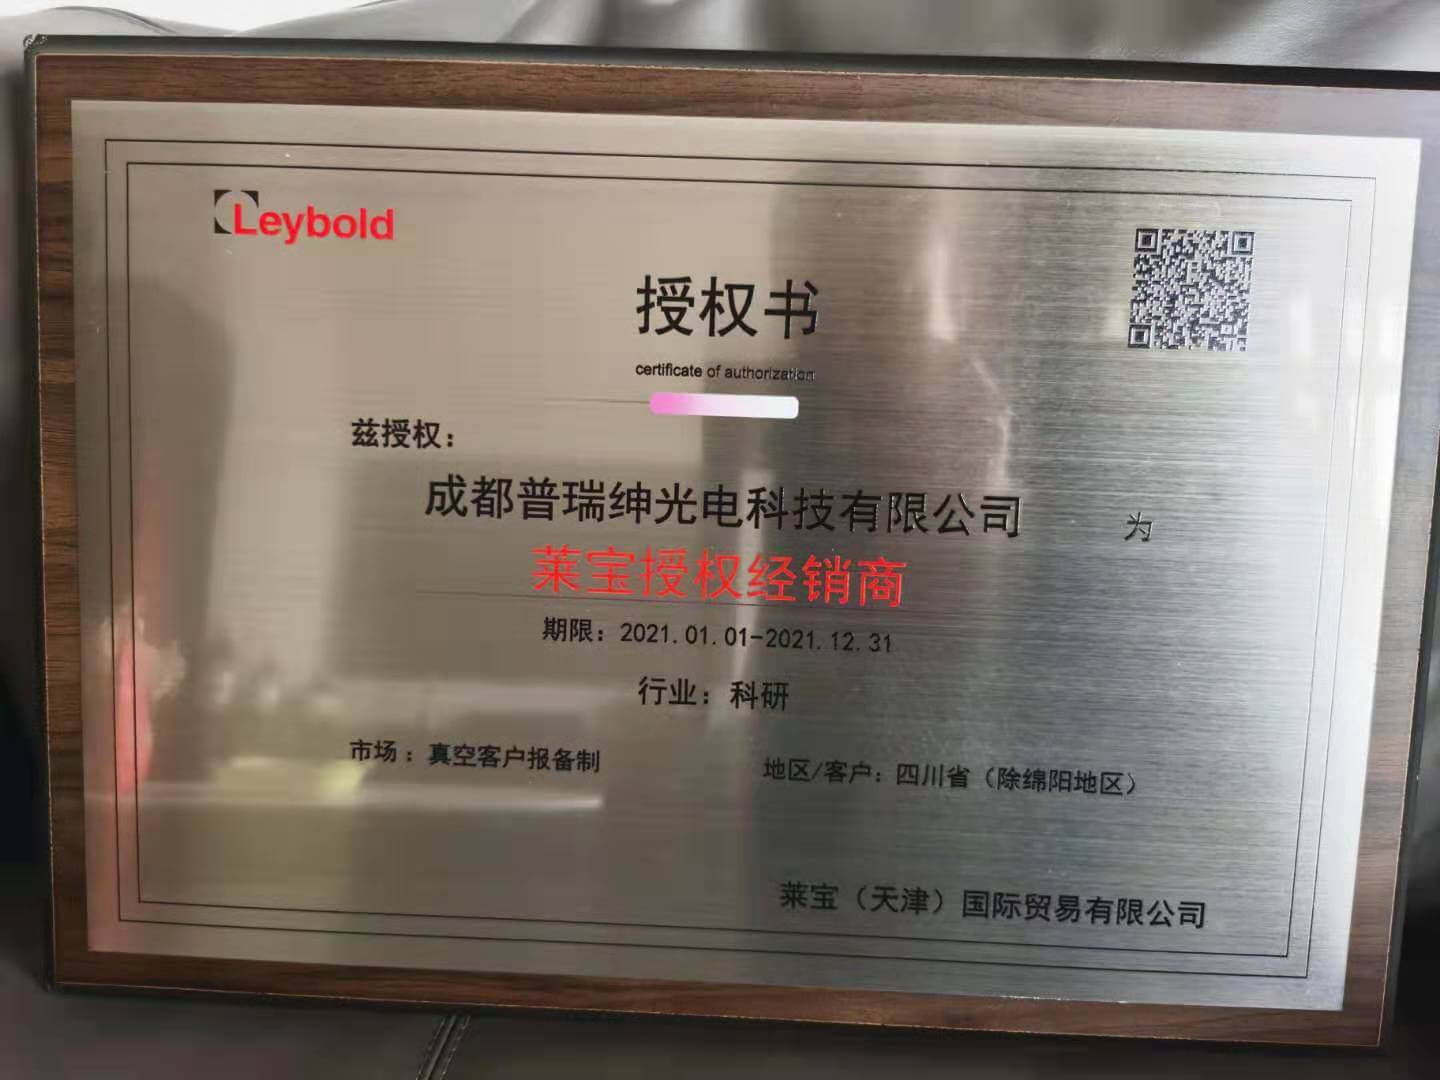 Leybold
授权书
certificate of authorization
兹授权：
成都普瑞绅光电科技有限公司 为
莱宝授权经销商
期限：2021.01.01-2021.12.31
行业：科研
市场：真空客户报备制 地区/客户：四川省（除绵阳地区）
莱宝（天津）国际贸易有限公司